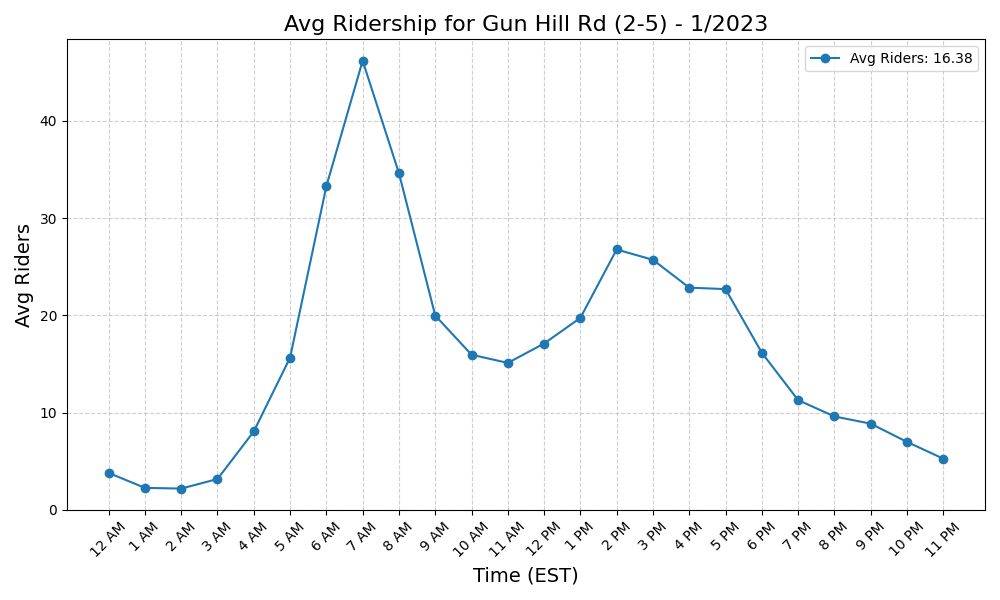 Avg Ridership for Gun Hill Rd (2-5) - 1/2023
Avg Riders: 16.38
Avg Riders
40
30
20
10
0
12 AM
1 AM
2 AM
3 AM
4 AM
5 AM
6 AM
7 AM
8 AM
9 AM
10 AM
11 AM
12 PM
1 PM
2 PM
3 PM
4 PM
5 PM
6 PM
7 PM
8 PM
9 PM
10 PM
11 PM
Time (EST)